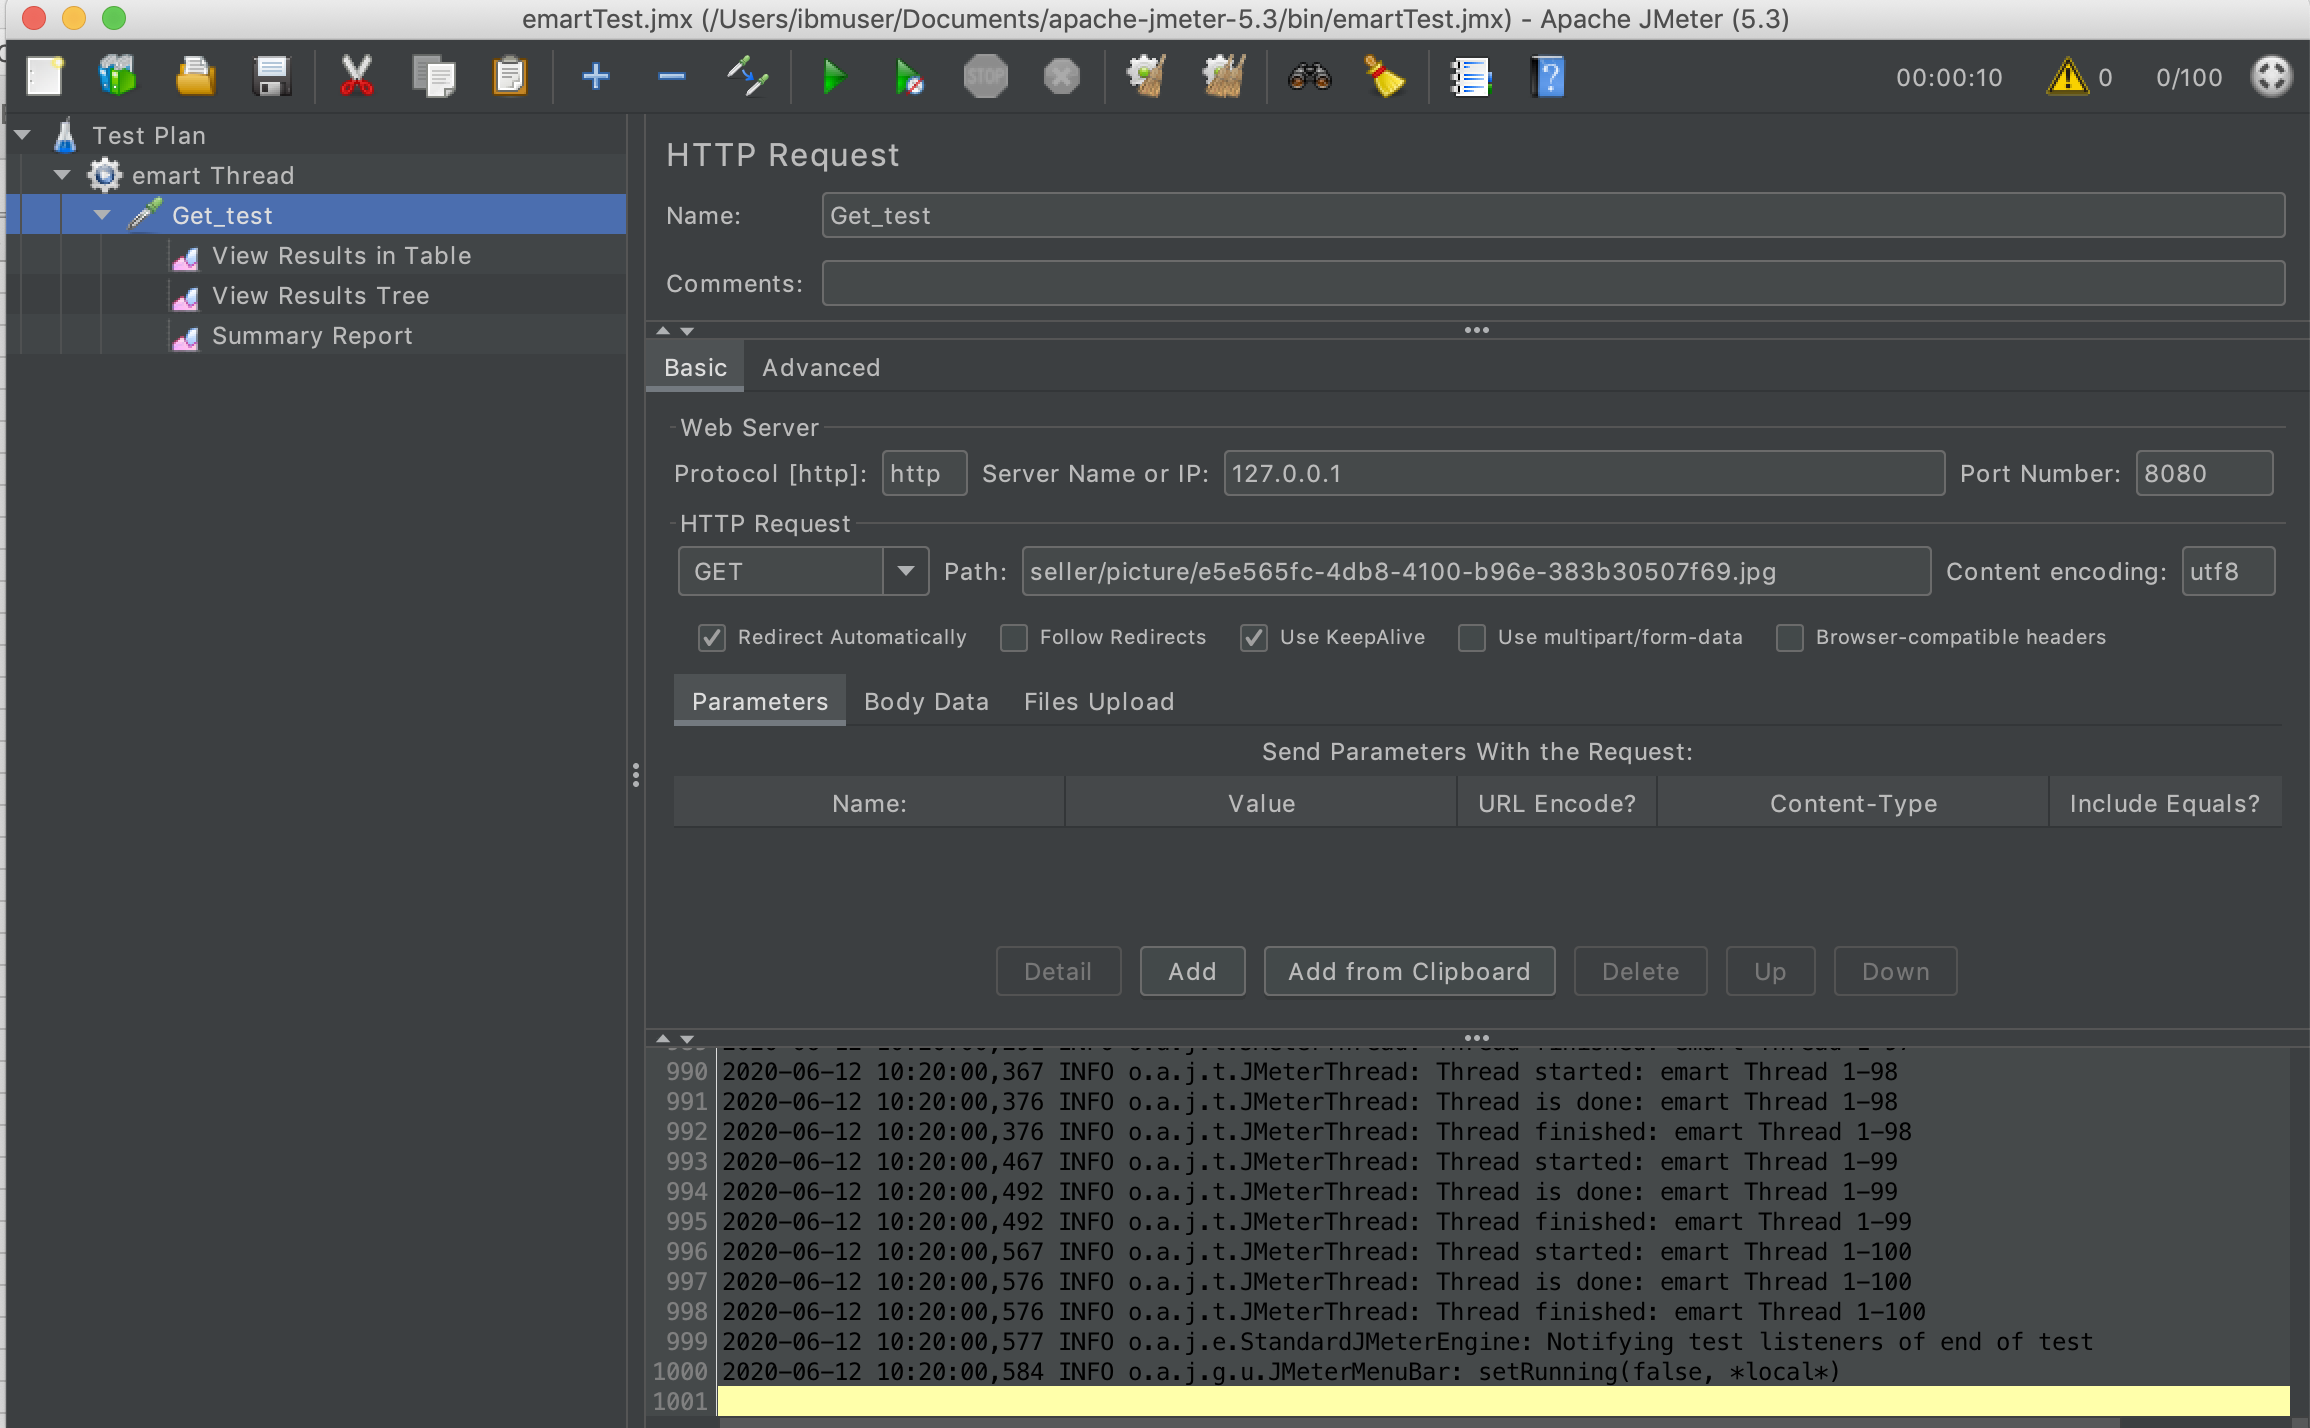 emartTest.jmx (/Users/ibmuser/Documents/apache-jmeter-5.3/bin/emartTest.jmx) - Apache JMeter (5.3)
STOP 00:00:10 0 0/100
Test Plan
emart Thread
Get_test
View Results in Table
View Results Tree
Summary Report
HTTP Request
Name: Get_test
Comments:
Basic Advanced
Web Server
Protocol [http]: http Server Name or IP: 127.0.0.1 Port Number: 8080
HTTP Request
GET Path: seller/picture/e5e565fc-4db8-4100-b96e-383b30507f69.jpg Content encoding: utf8
Redirect Automatically Follow Redirects Use KeepAlive Use multipart/form-data Browser-compatible headers
Parameters Body Data Files Upload
Send Parameters With the Request:
Name: Value URL Encode? Content-Type Include Equals?
Detail Add Add from Clipboard Delete Up Down
990 2020-06-12 10:20:00,367 INFO o.a.j.t.JMeterThread: Thread started: emart Thread 1-98
991 2020-06-12 10:20:00,376 INFO o.a.j.t.JMeterThread: Thread is done: emart Thread 1-98
992 2020-06-12 10:20:00,376 INFO o.a.j.t.JMeterThread: Thread finished: emart Thread 1-98
993 2020-06-12 10:20:00,467 INFO o.a.j.t.JMeterThread: Thread started: emart Thread 1-99
994 2020-06-12 10:20:00,492 INFO o.a.j.t.JMeterThread: Thread is done: emart Thread 1-99
995 2020-06-12 10:20:00,492 INFO o.a.j.t.JMeterThread: Thread finished: emart Thread 1-99
996 2020-06-12 10:20:00,567 INFO o.a.j.t.JMeterThread: Thread started: emart Thread 1-100
997 2020-06-12 10:20:00,576 INFO o.a.j.t.JMeterThread: Thread is done: emart Thread 1-100
998 2020-06-12 10:20:00,576 INFO o.a.j.t.JMeterThread: Thread finished: emart Thread 1-100
999 2020-06-12 10:20:00,577 INFO o.a.j.e.StandardJMeterEngine: Notifying test listeners of end of test
1000 2020-06-12 10:20:00,584 INFO o.a.j.g.u.JMeterMenuBar: setRunning(false, *local*)
1001